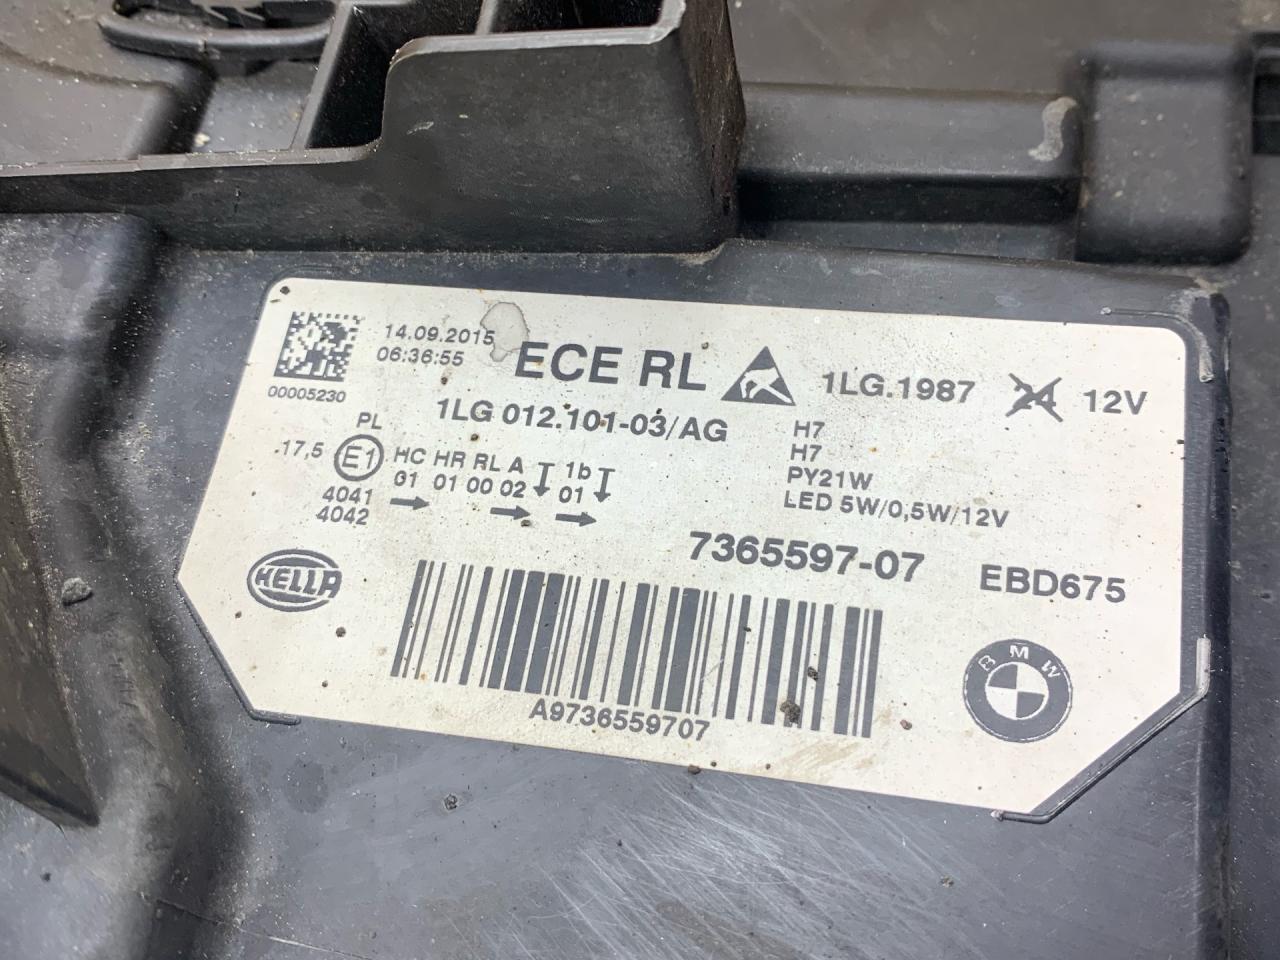 14.09.2015
06:36:55
00005230
ECE RL
1LG.1987
24
12V
1LG 012.101-03/AG
H7
H7
PY21W
LED 5W/0,5W/12V
PL
17,5
E1
HC HR RL A 1b
01 01 00 02 01
4041
4042
7365597-07
EBD675
HELLA
A9736559707
BMW